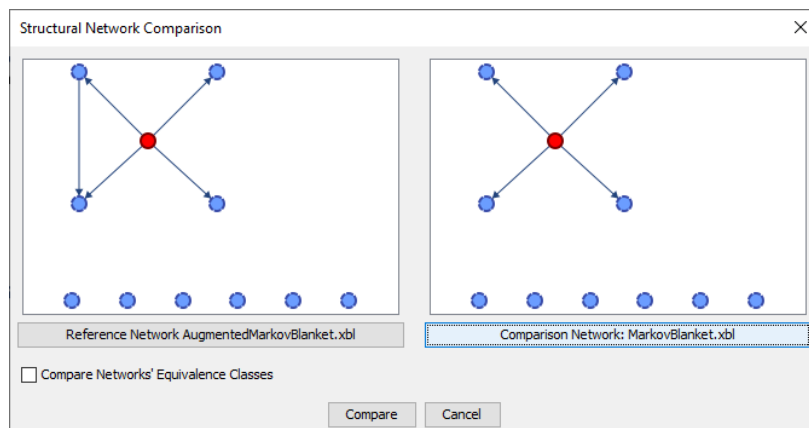 Structural Network Comparison
Reference Network AugmentedMarkovBlanket.xbl
Comparison Network: MarkovBlanket.xbl
Compare Networks' Equivalence Classes
Compare
Cancel